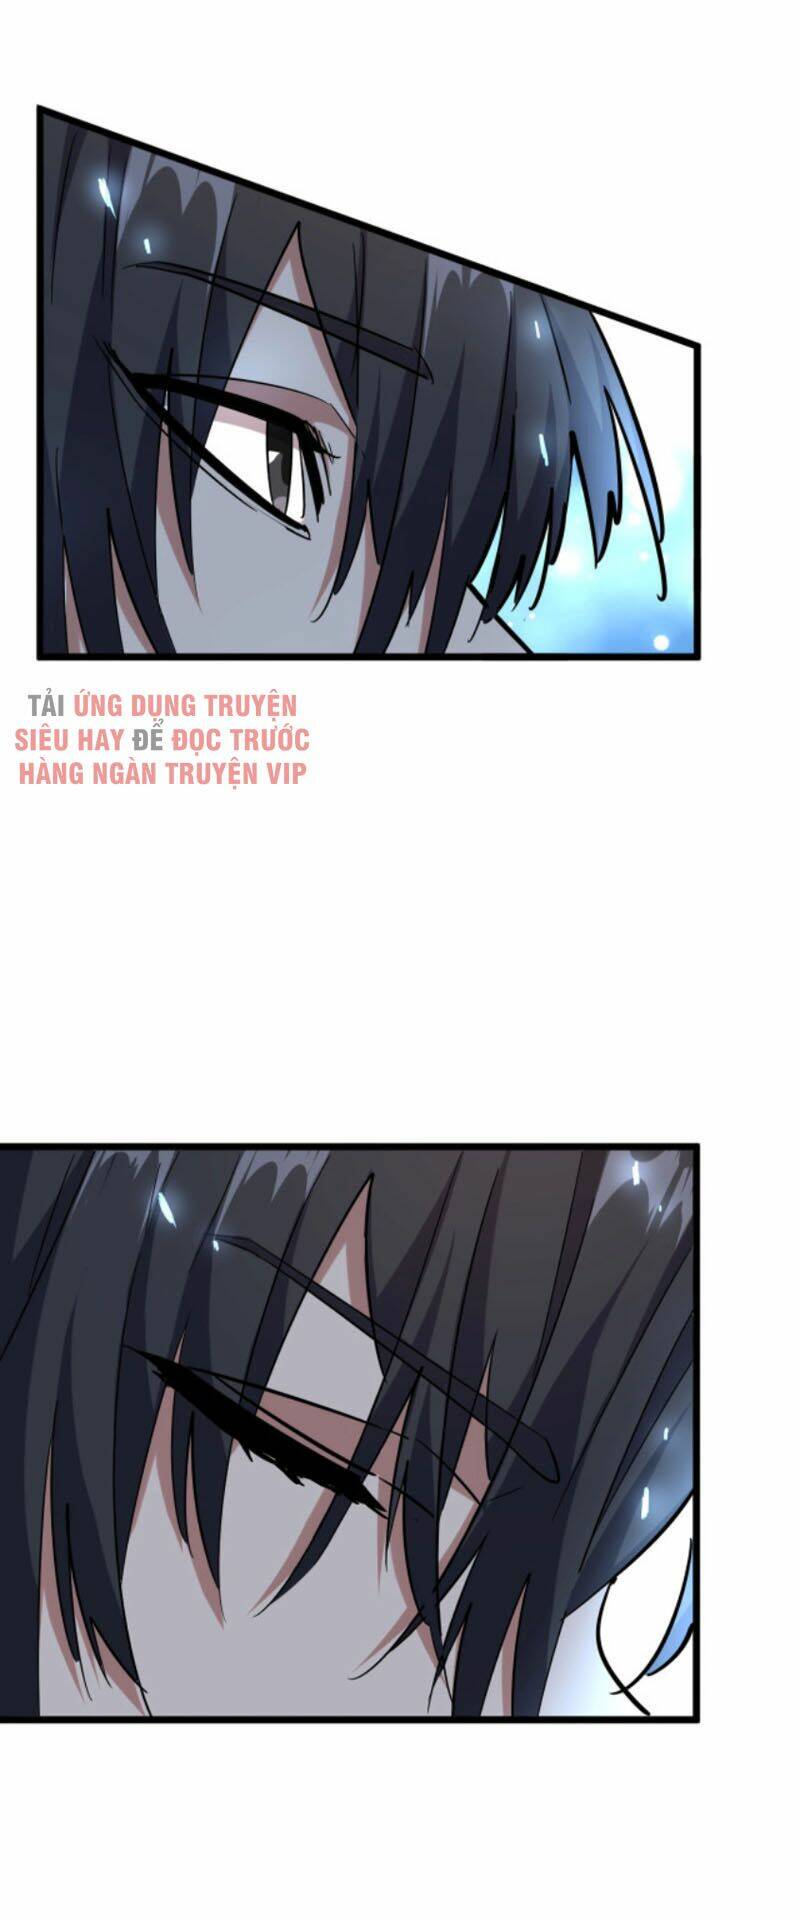 TẢI ỨNG DỤNG TRUYỆN
SIÊU HAY ĐỂ ĐỌC TRƯỚC
HÀNG NGÀN TRUYỆN VIP